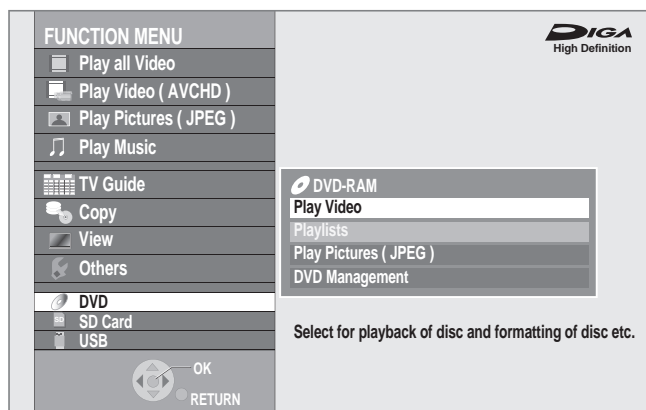 FUNCTION MENU
Play all Video
Play Video ( AVCHD )
Play Pictures ( JPEG )
Play Music
TV Guide
Copy
View
Others
DVD
SD
SD Card
USB
OK
RETURN
DIGA
High Definition
DVD-RAM
Play Video
Playlists
Play Pictures ( JPEG )
DVD Management
Select for playback of disc and formatting of disc etc.